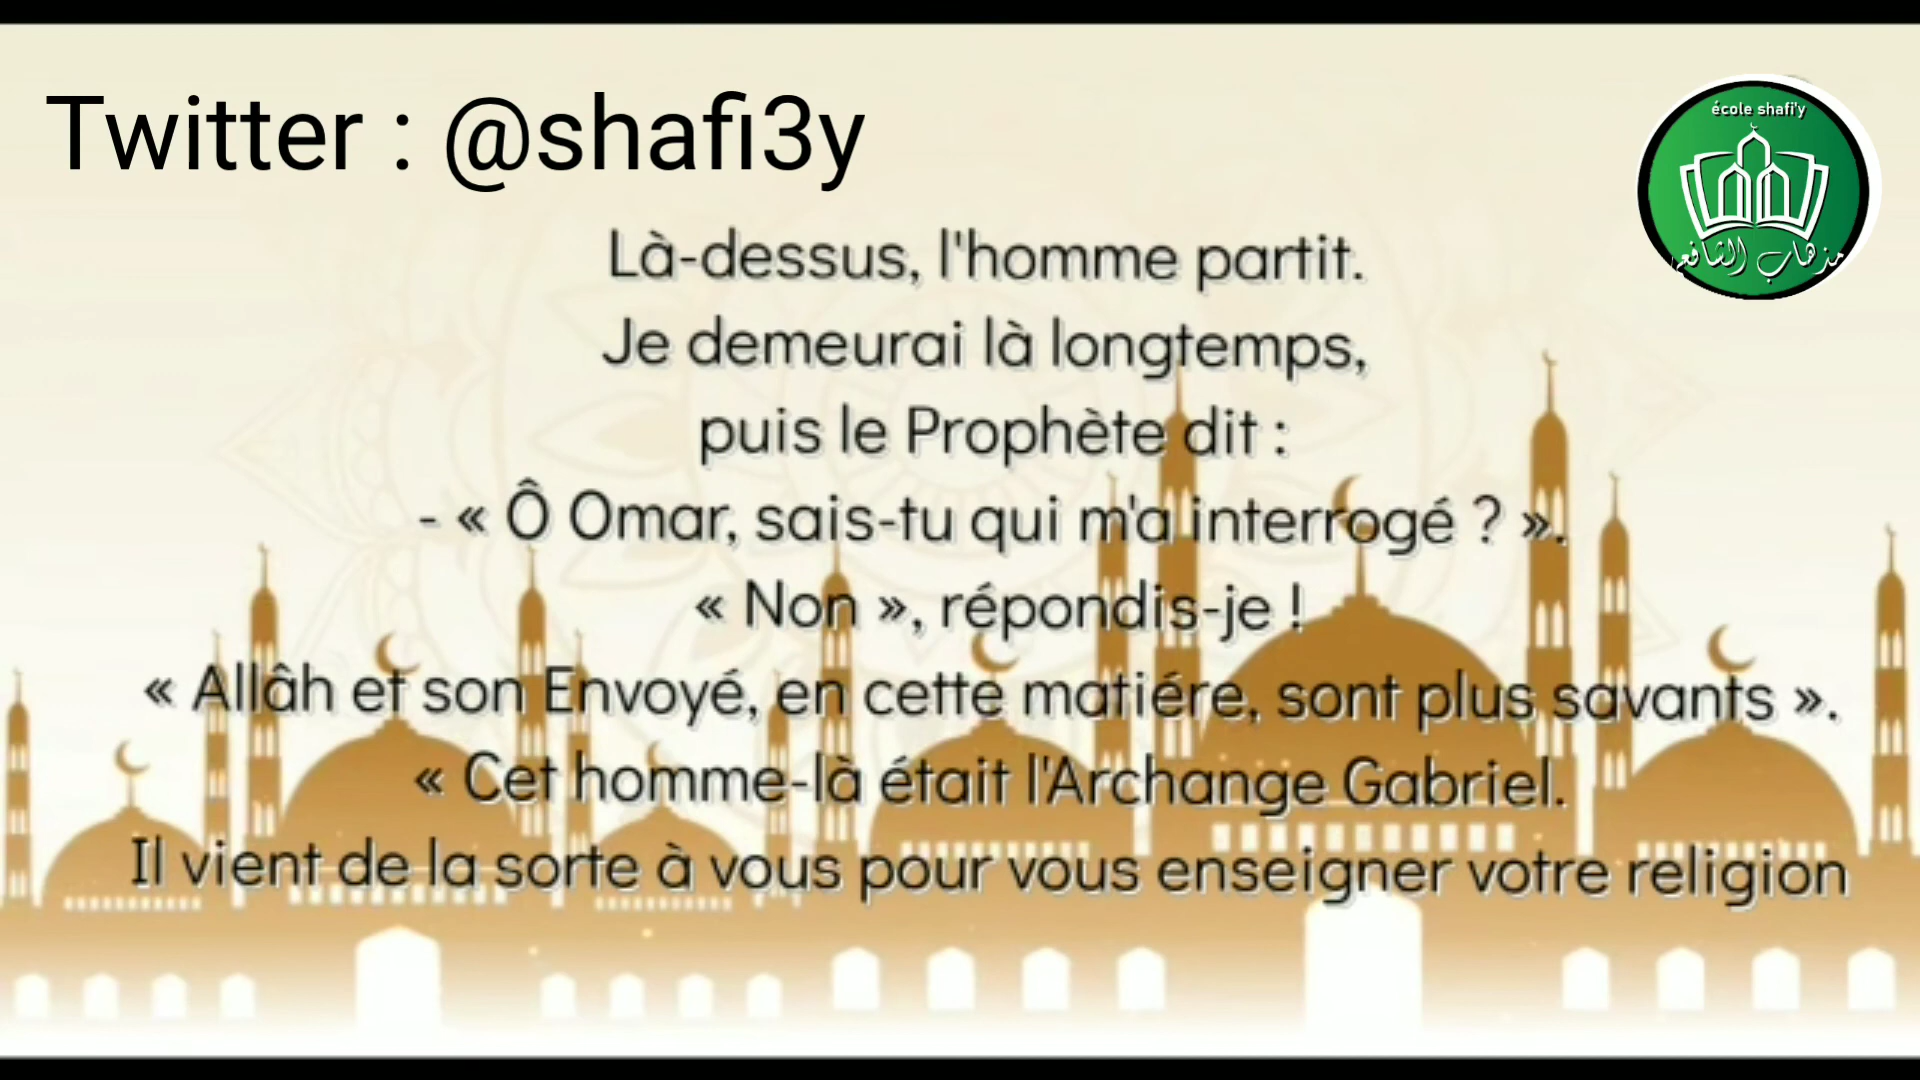 Twitter : @shafi3y
école shafi'y
مذهاب الشافعي
Là-dessus, l'homme partit.
Je demeurai là longtemps,
puis le Prophète dit :
- « Ô Omar, sais-tu qui m'a interrogé ? ».
« Non », répondis-je !
« Allâh et son Envoyé, en cette matiére, sont plus savants ».
« Cet homme-là était l'Archange Gabriel.
Il vient de la sorte à vous pour vous enseigner votre religion